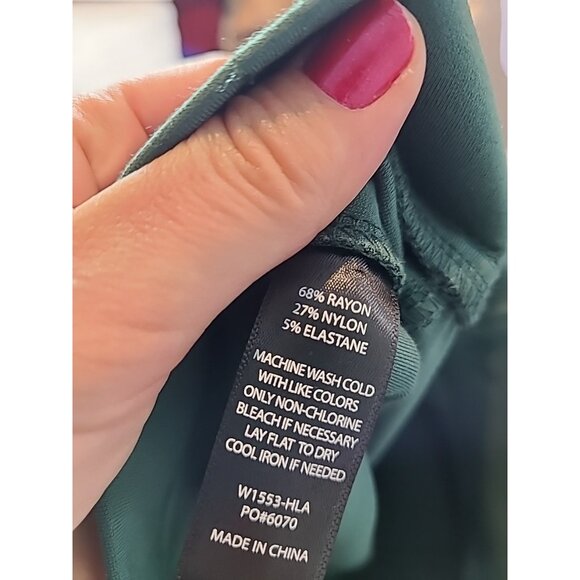 68% RAYON
27% NYLON
5% ELASTANE
MACHINE WASH COLD
WITH LIKE COLORS
ONLY NON-CHLORINE
BLEACH IF NECESSARY
LAY FLAT TO DRY
COOL IRON IF NEEDED
W1553-HLA
PO#6070
MADE IN CHINA